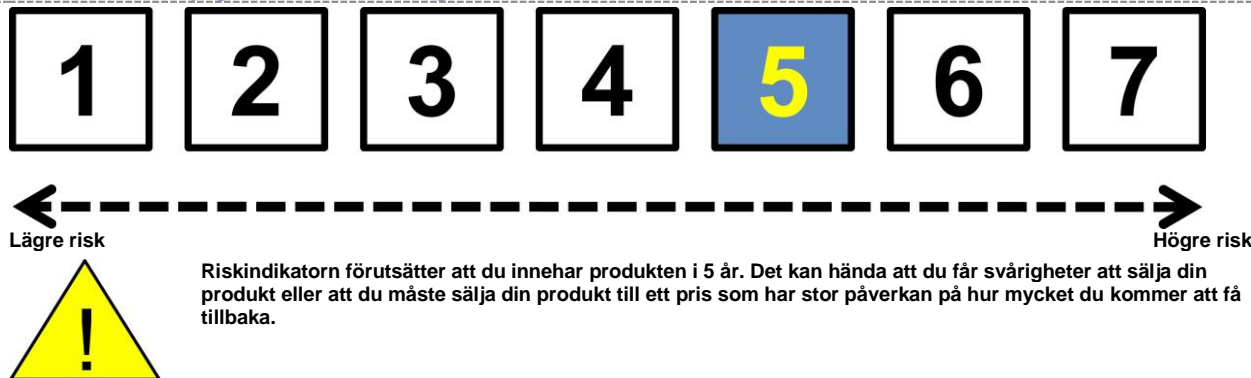 1 2 3 4 5 6 7
Lägre risk Högre risk
Riskindikatorn förutsätter att du innehar produkten i 5 år. Det kan hända att du får svårigheter att sälja din
produkt eller att du måste sälja din produkt till ett pris som har stor påverkan på hur mycket du kommer att få
tillbaka.
!